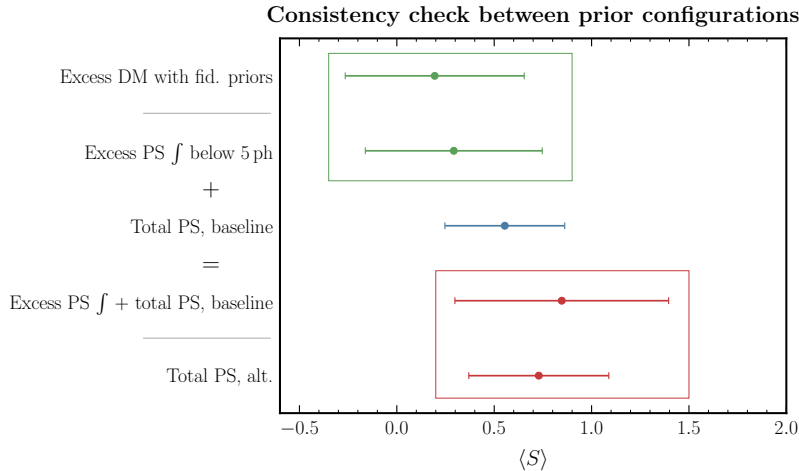 Consistency check between prior configurations
Excess DM with fid. priors
Excess PS ∫ below 5 ph
+
Total PS, baseline
=
Excess PS ∫ + total PS, baseline
Total PS, alt.
−0.5 0.0 0.5 1.0 1.5 2.0
⟨S⟩